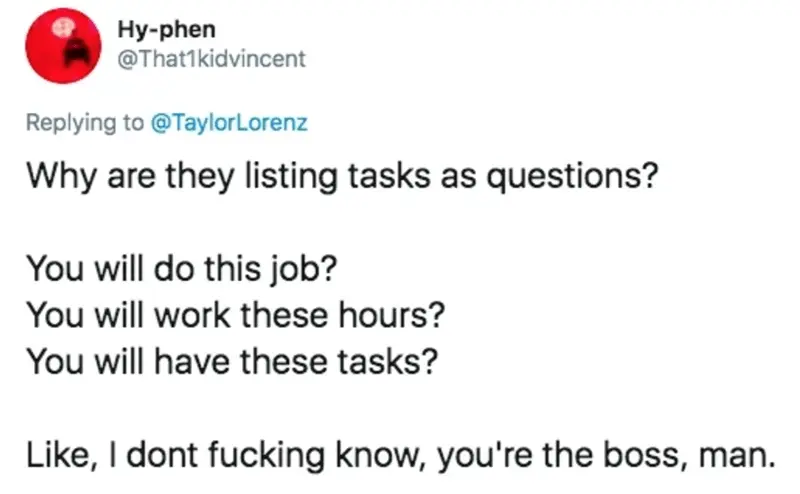 Hy-phen
@That1kidvincent
Replying to @TaylorLorenz
Why are they listing tasks as questions?
You will do this job?
You will work these hours?
You will have these tasks?
Like, I dont fucking know, you're the boss, man.